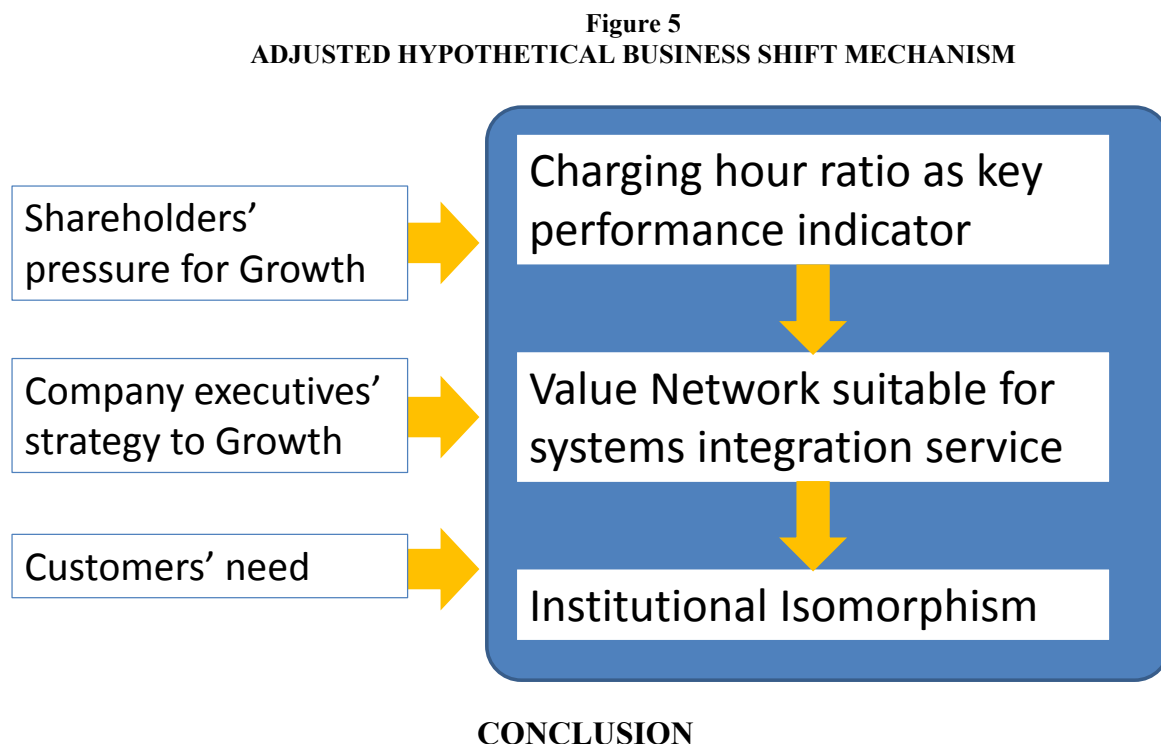 Figure 5
ADJUSTED HYPOTHETICAL BUSINESS SHIFT MECHANISM
Shareholders’
pressure for Growth
Company executives’
strategy to Growth
Customers’ need
Charging hour ratio as key
performance indicator
Value Network suitable for
systems integration service
Institutional Isomorphism
CONCLUSION